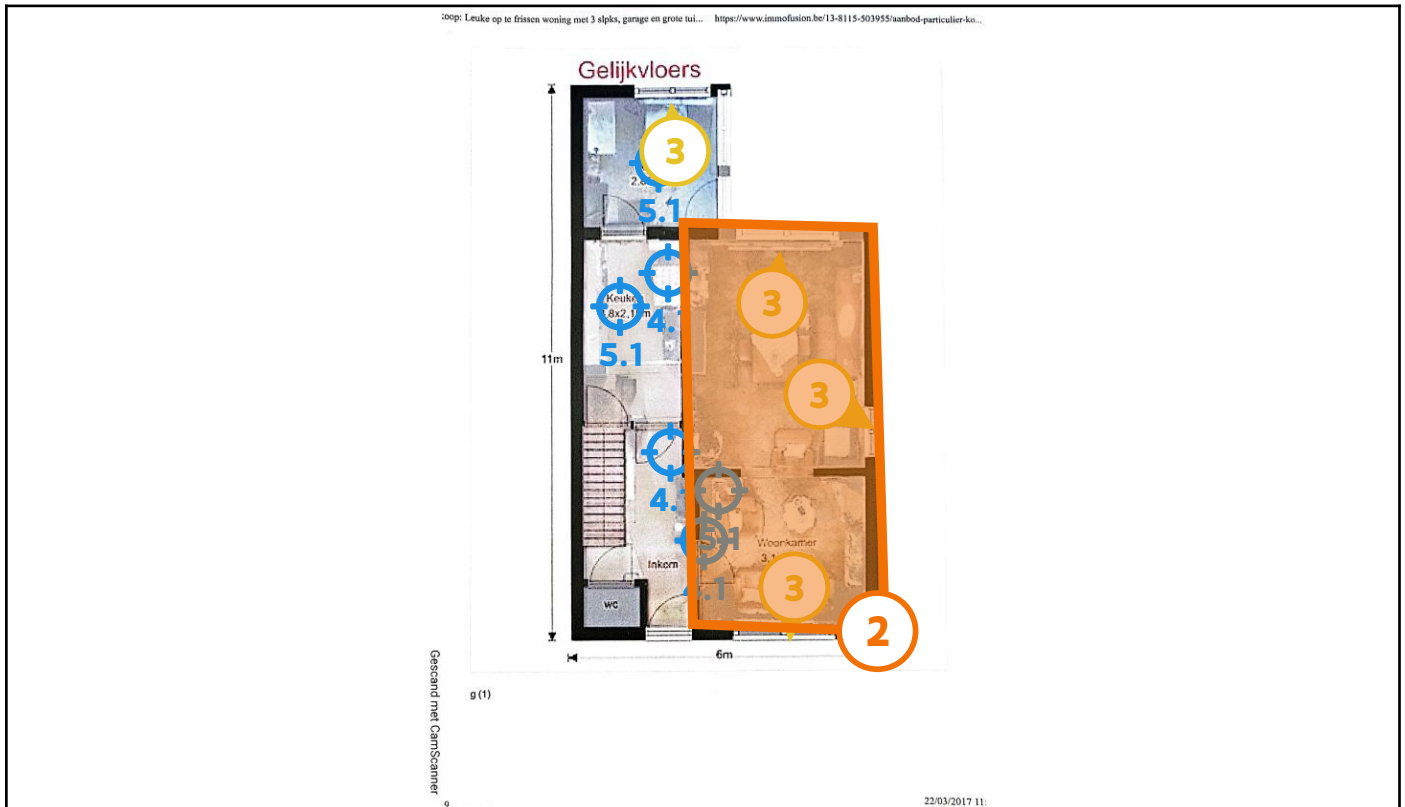 :oop: Leuke op te frissen woning met 3 slpks, garage en grote tui... https://www.immofusion.be/13-8115-503955/aanbod-particulier-ko...
Gelijkvloers
3
5.1
3
Keuken
5.1
11m
3
4.1
5.1
Woonkamer
Inkom
3
WC
2
6m
g (1)
Gescand met CamScanner
22/03/2017 11: